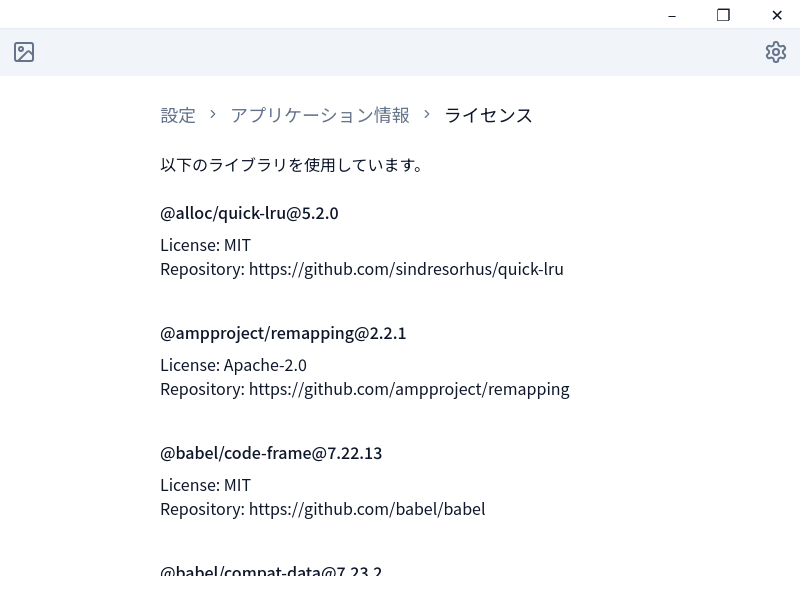 設定 > アプリケーション情報 > ライセンス
以下のライブラリを使用しています。
@alloc/quick-lru@5.2.0
License: MIT
Repository: https://github.com/sindresorhus/quick-lru
@ampproject/remapping@2.2.1
License: Apache-2.0
Repository: https://github.com/ampproject/remapping
@babel/code-frame@7.22.13
License: MIT
Repository: https://github.com/babel/babel
@babel/compat-data@7.23.2